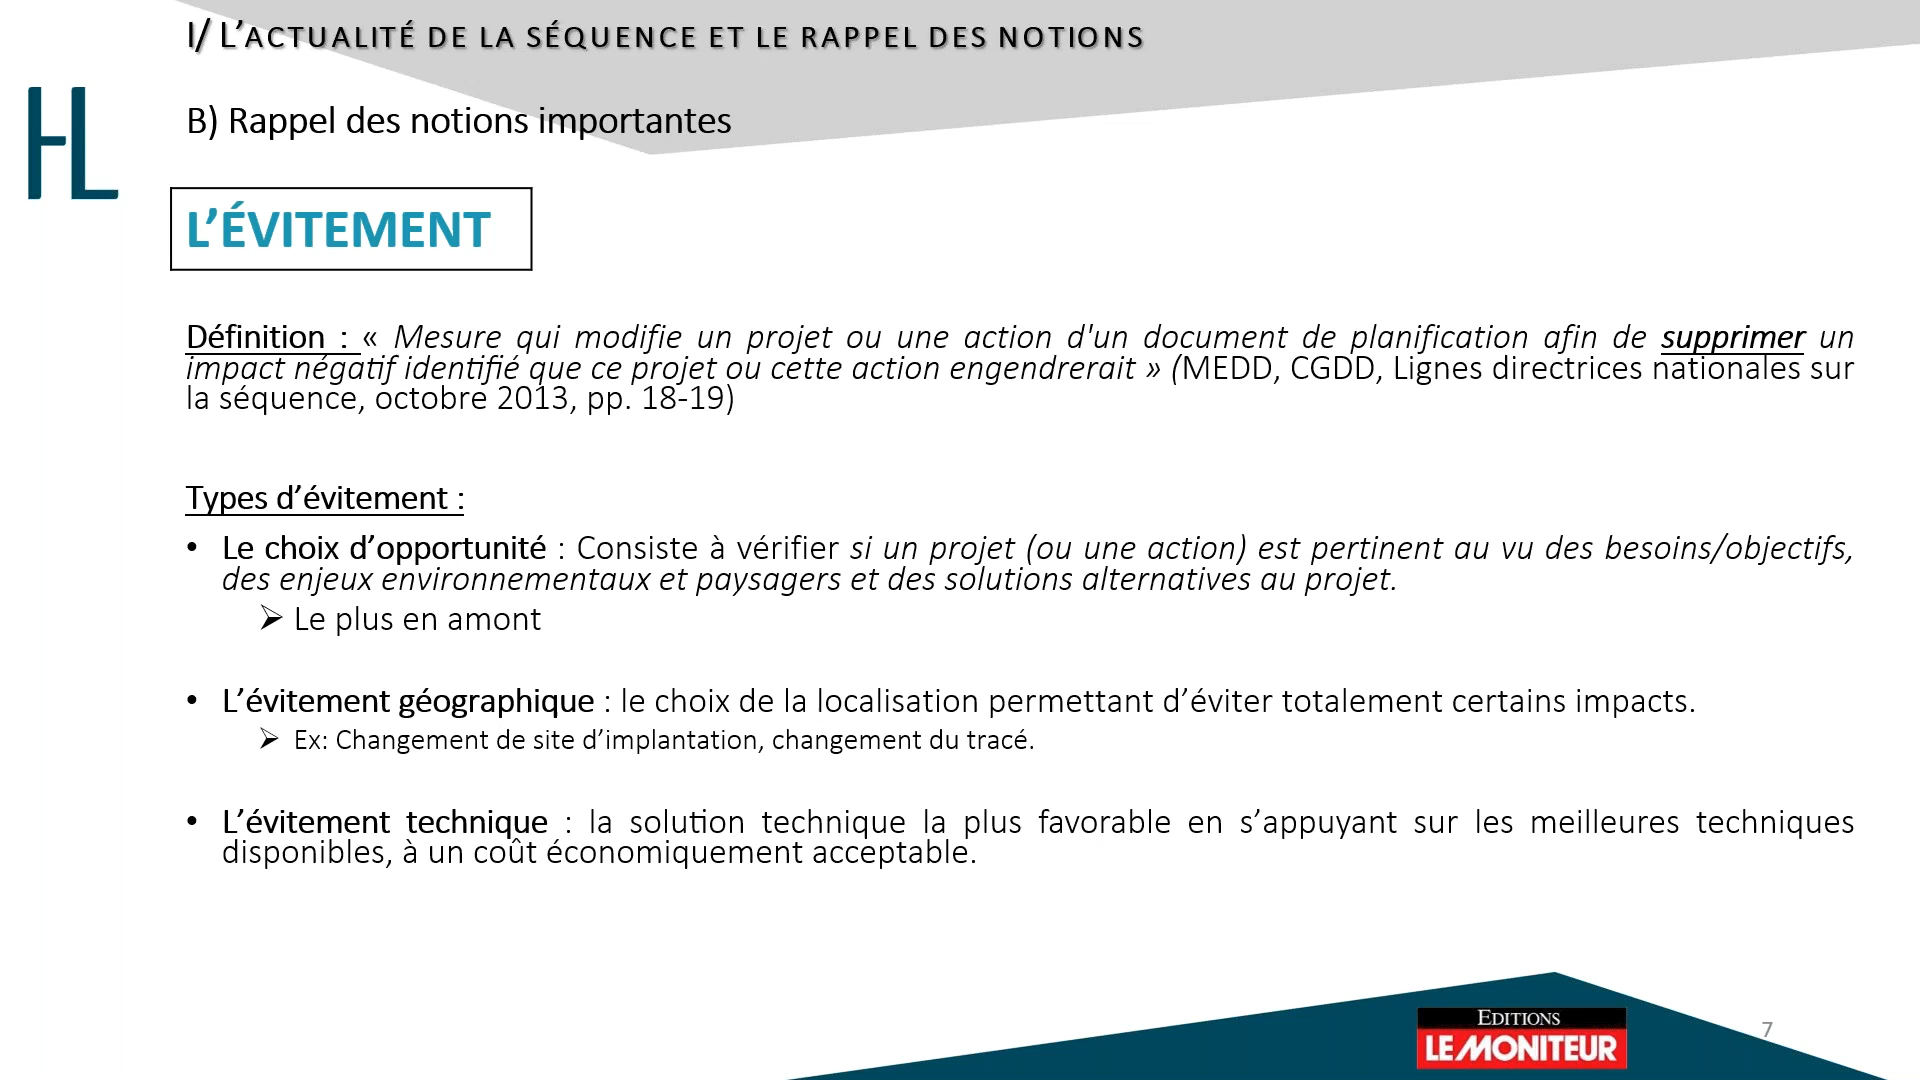 I/ L’ACTUALITÉ DE LA SÉQUENCE ET LE RAPPEL DES NOTIONS
B) Rappel des notions importantes
HL
L’ÉVITEMENT
Définition : « Mesure qui modifie un projet ou une action d'un document de planification afin de supprimer un
impact négatif identifié que ce projet ou cette action engendrerait » (MEDD, CGDD, Lignes directrices nationales sur
la séquence, octobre 2013, pp. 18-19)
Types d’évitement :
• Le choix d’opportunité : Consiste à vérifier si un projet (ou une action) est pertinent au vu des besoins/objectifs,
des enjeux environnementaux et paysagers et des solutions alternatives au projet.
➢ Le plus en amont
• L’évitement géographique : le choix de la localisation permettant d’éviter totalement certains impacts.
➢ Ex: Changement de site d’implantation, changement du tracé.
• L’évitement technique : la solution technique la plus favorable en s’appuyant sur les meilleures techniques
disponibles, à un coût économiquement acceptable.
EDITIONS
LE MONITEUR
7